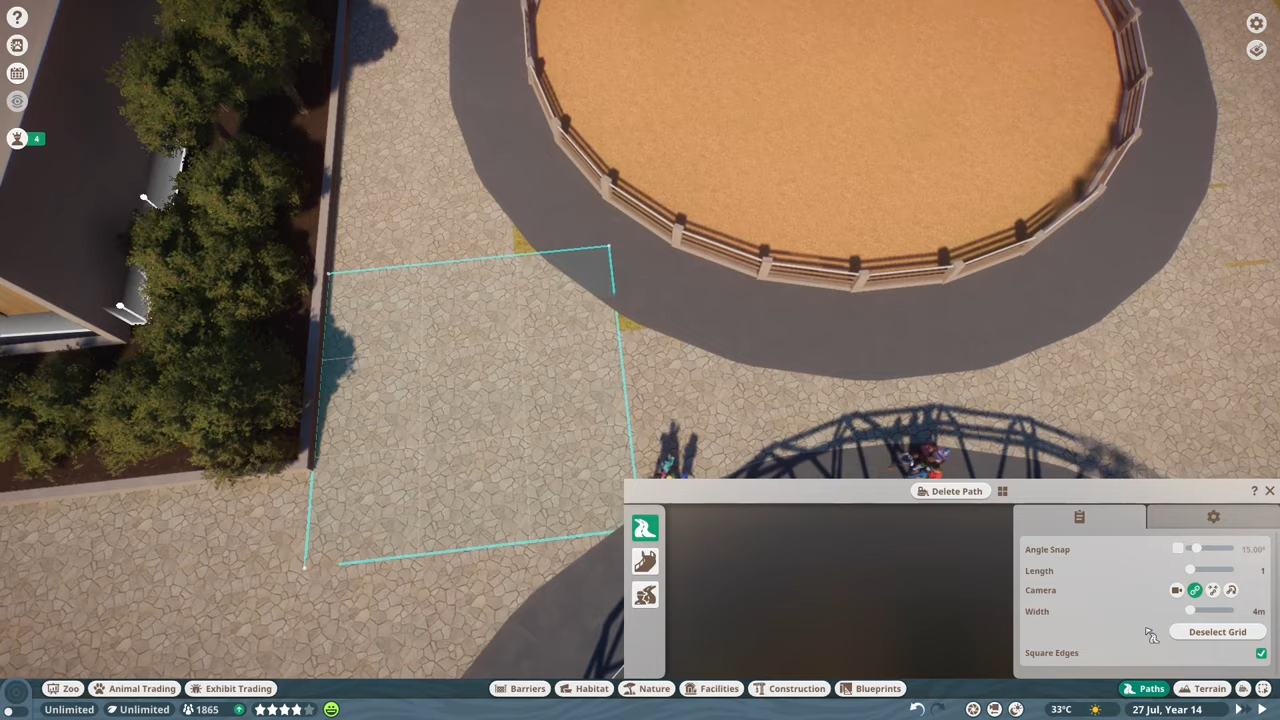 ?
4
Delete Path
?
Angle Snap 15.00°
Length 1
Camera
Width 4m
Deselect Grid
Square Edges
Zoo Animal Trading Exhibit Trading Barriers Habitat Nature Facilities Construction Blueprints Paths Terrain
Unlimited Unlimited 1865 33°C 27 Jul, Year 14